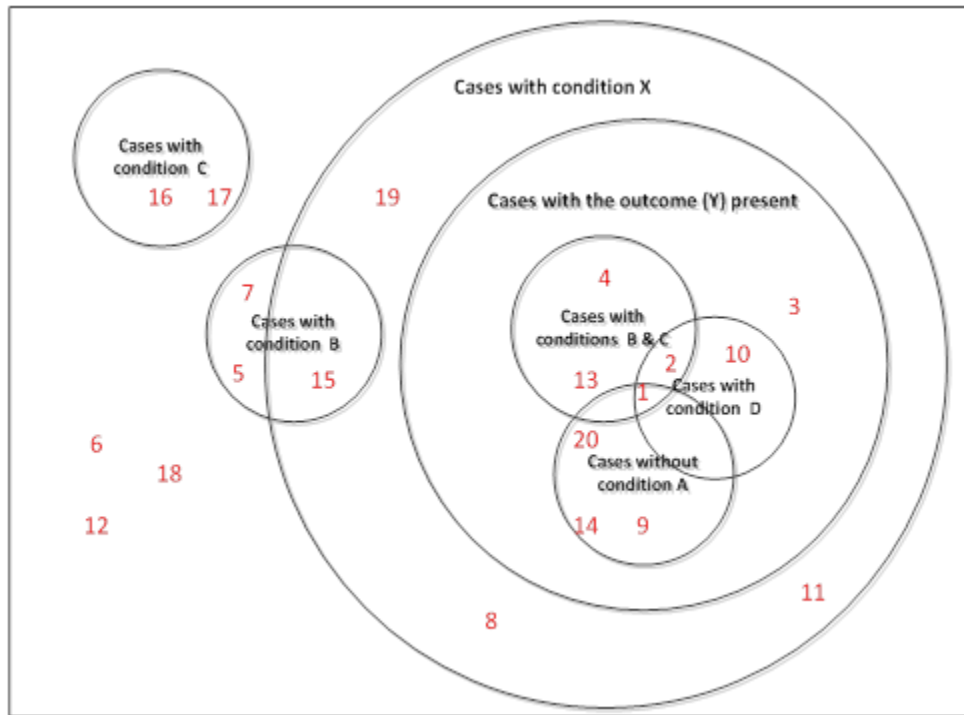 Cases with condition X
Cases with
condition C
16 17
19
Cases with the outcome (Y) present
4
7
3
Cases with
condition B
Cases with
conditions B & C
10
2
5
15
13
1
Cases with
condition D
6
20
18
Cases without
condition A
12
14
9
11
8